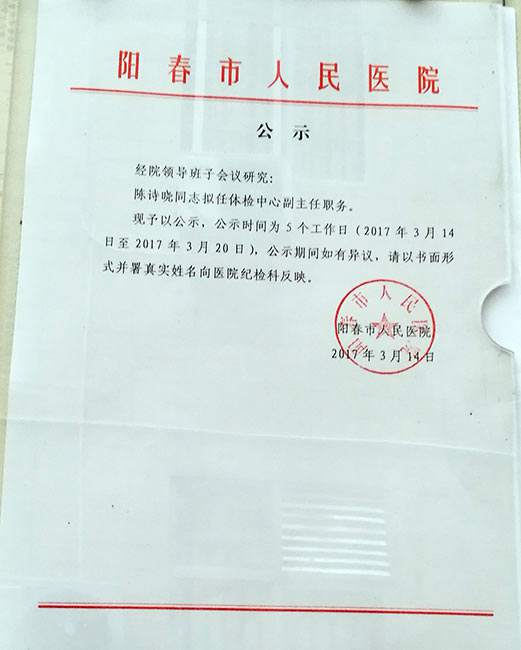 阳春市人民医院
公示
经院领导班子会议研究：
陈诗晓同志拟任体检中心副主任职务。
现予以公示，公示时间为5个工作日（2017年3月14
日至2017年3月20日），公示期间如有异议，请以书面形
式并署真实姓名向医院纪检科反映。
阳春市人民医院
2017年3月14日